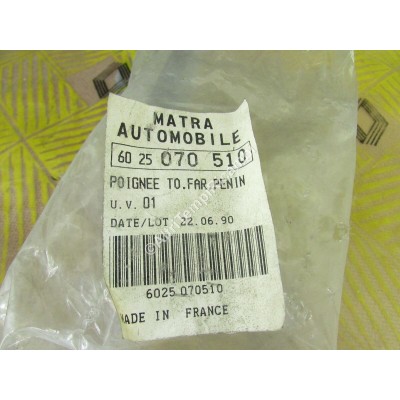 MATRA
AUTOMOBILE
60 25 070 510
POIGNEE TO.FAR.PENIN
U.V. 01
DATE/LOT 22.06.90
6025 070510
MADE IN FRANCE